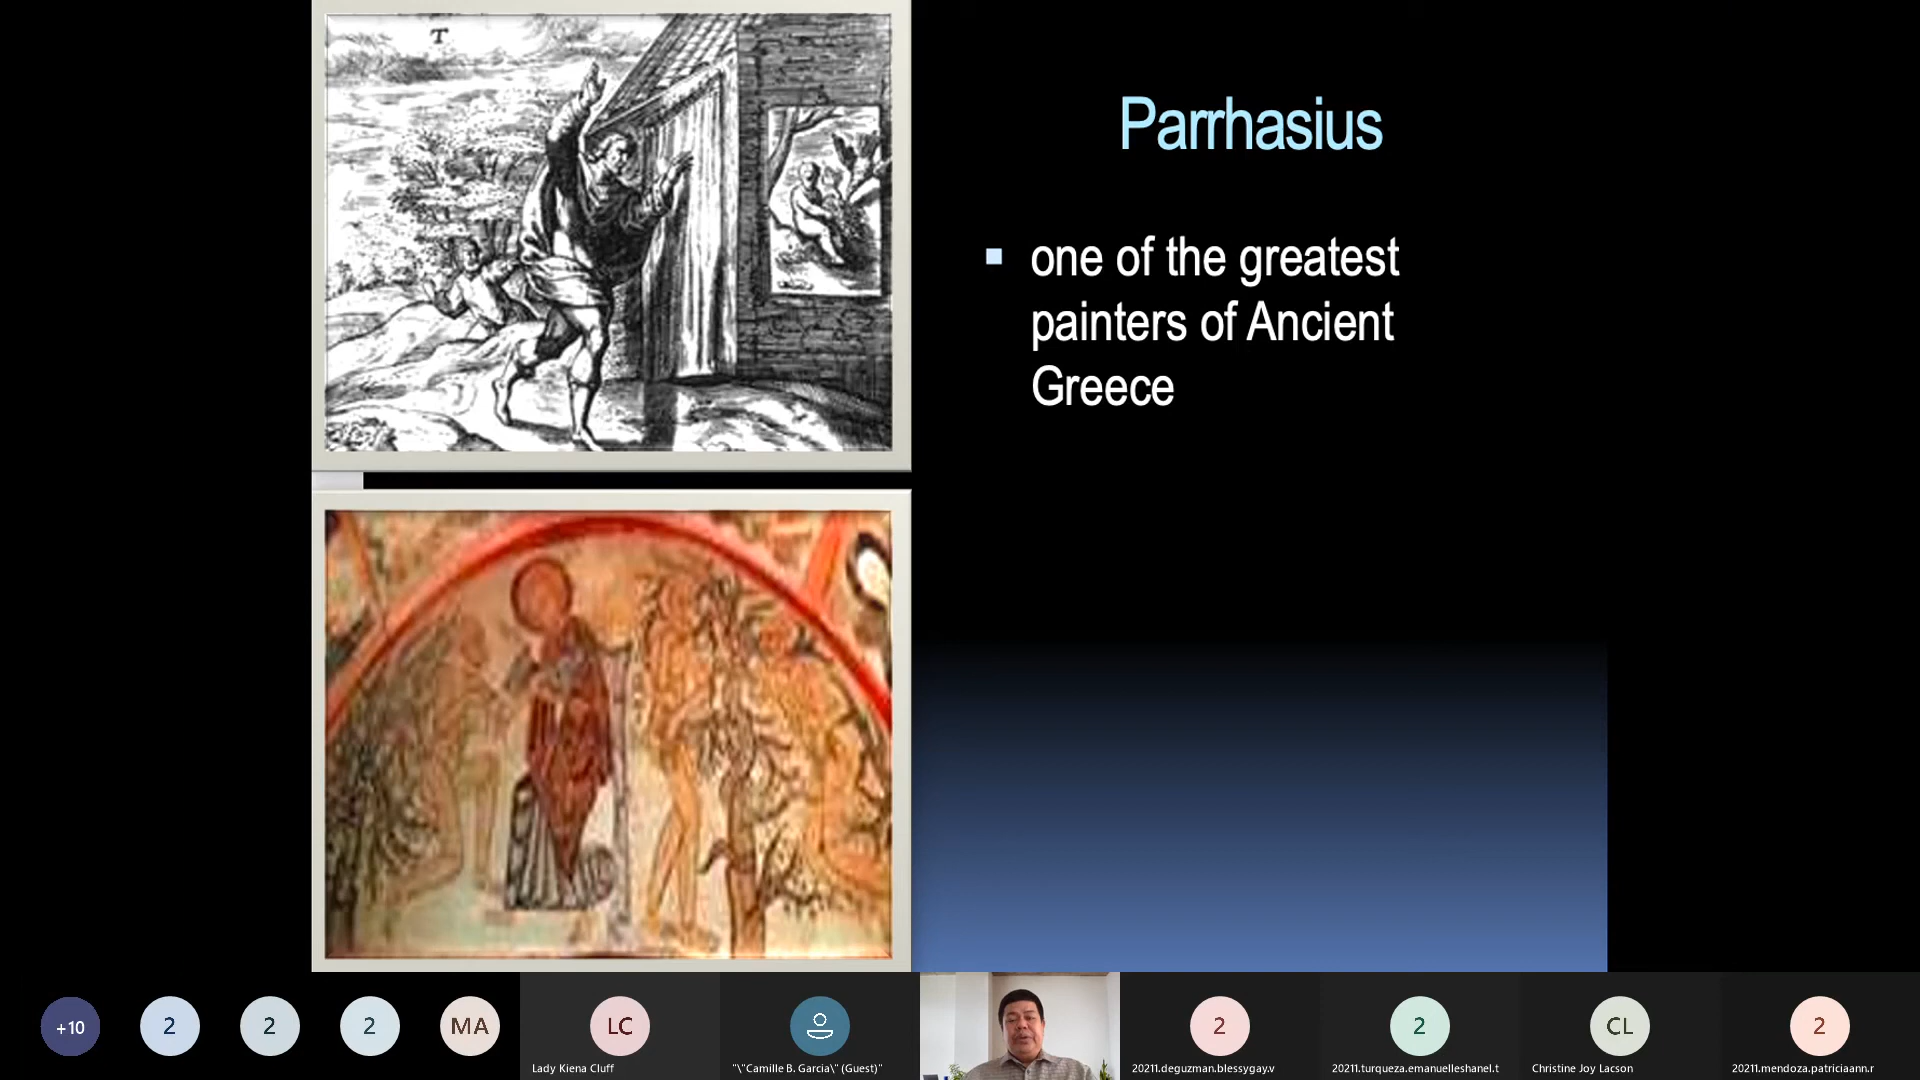 T
Parrhasius
one of the greatest
painters of Ancient
Greece
+10
2
2
2
MA
LC
Lady Kiena Cluff
"\"Camille B. Garcia\" (Guest)"
2
20211.deguzman.blessygay.v
2
20211.turqueza.emanuelleshanel.t
CL
Christine Joy Lacson
2
20211.mendoza.patriciaann.r